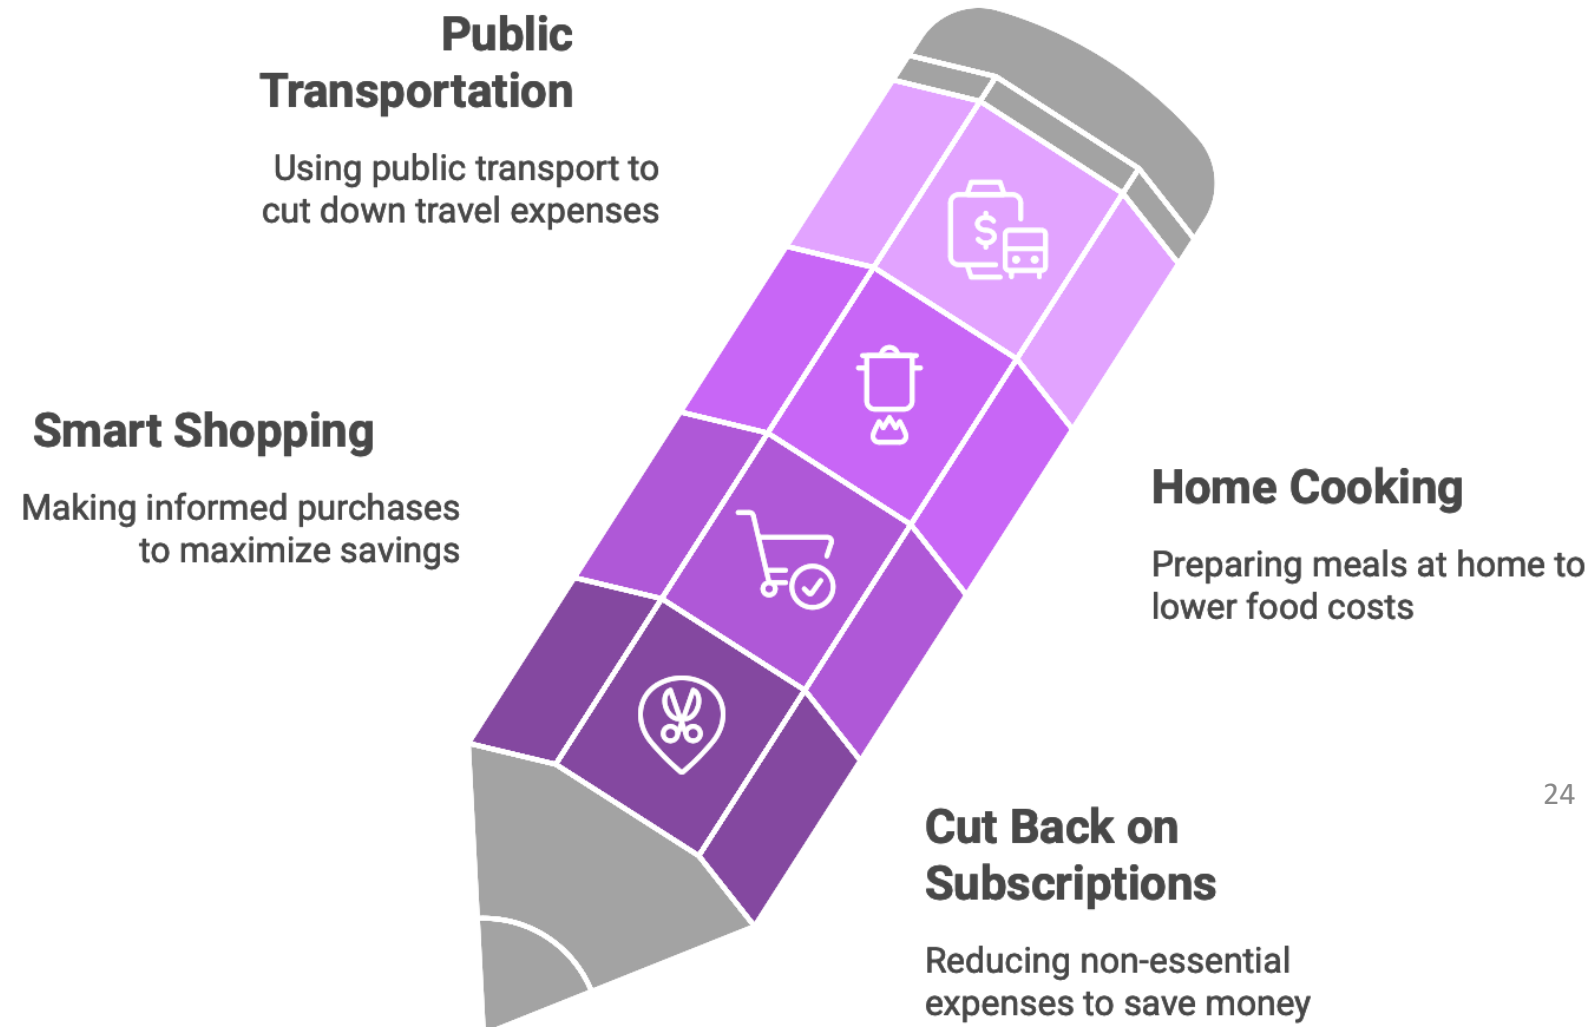 Public
Transportation
Using public transport to
cut down travel expenses
$
Smart Shopping
Making informed purchases
to maximize savings
Home Cooking
Preparing meals at home to
lower food costs
Cut Back on
Subscriptions
Reducing non-essential
expenses to save money
24